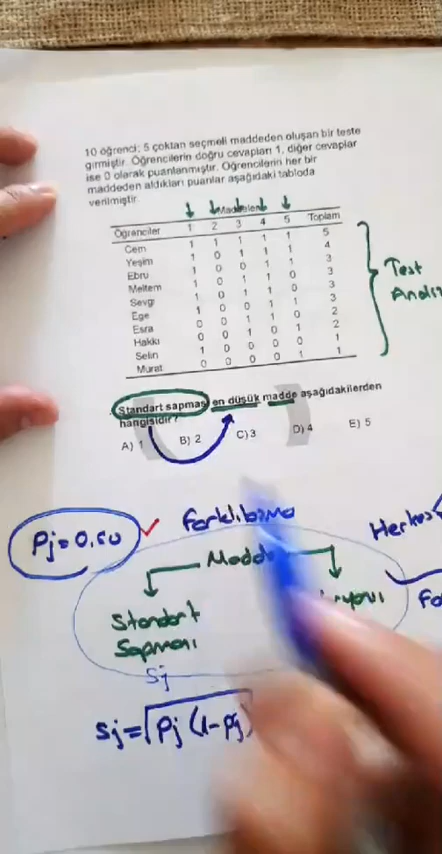 10 öğrenci; 5 çoktan seçmeli maddeden oluşan bir teste
girmiştir. Öğrencilerin doğru cevapları 1, diğer cevaplar
ise 0 olarak puanlanmıştır. Öğrencilerin her bir
maddeden aldıkları puanlar aşağıdaki tabloda
verilmiştir.
Maddeler
Öğrenciler 1 2 3 4 5 Toplam
Cem 1 1 1 1 1 5
Yeşim 1 0 1 1 1 4
Ebru 1 0 0 1 1 3
Meltem 1 0 1 1 0 3
Sevgi 1 0 1 1 0 3
Ege 1 0 0 1 1 3
Esra 0 0 1 1 0 2
Hakkı 0 0 1 0 1 2
Selin 1 0 0 0 0 1
Murat 0 0 0 0 1 1
Test
Standart sapması en düşük madde aşağıdakilerden
hangisidir?
A) 1 B) 2 C) 3 D) 4 E) 5
Pj=0.50
Farklılaşma
Madde
Standart
Sapması
Sj
Sj=√Pj (1-Pj)